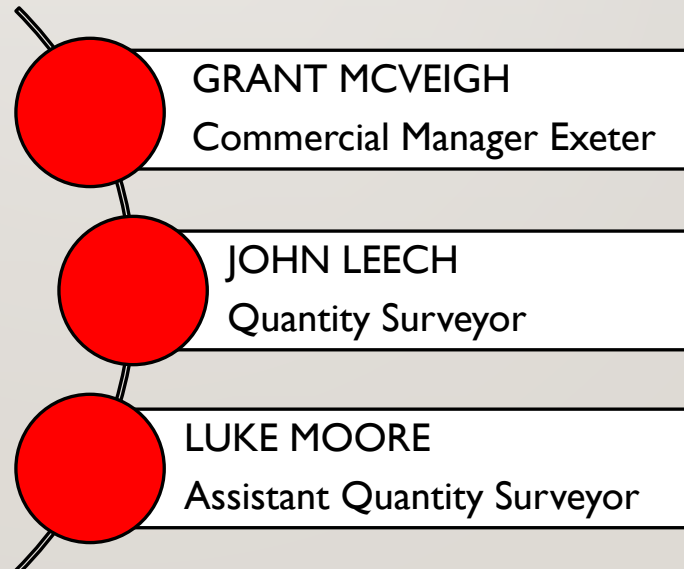 GRANT MCVEIGH
Commercial Manager Exeter
JOHN LEECH
Quantity Surveyor
LUKE MOORE
Assistant Quantity Surveyor